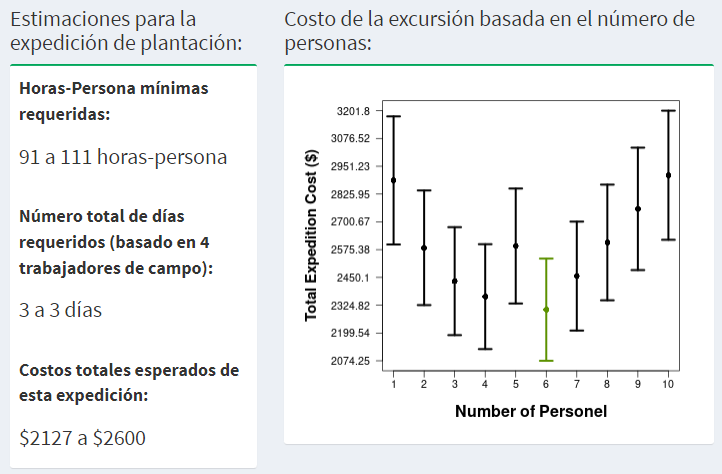 Estimaciones para la
expedición de plantación:
Horas-Persona mínimas
requeridas:
91 a 111 horas-persona
Número total de días
requeridos (basado en 4
trabajadores de campo):
3 a 3 días
Costos totales esperados de
esta expedición:
$2127 a $2600
Costo de la excursión basada en el número de
personas:
Total Expedition Cost ($)
3201.8
3076.52
2951.23
2825.95
2700.67
2575.38
2450.1
2324.82
2199.54
2074.25
1 2 3 4 5 6 7 8 9 10
Number of Personel